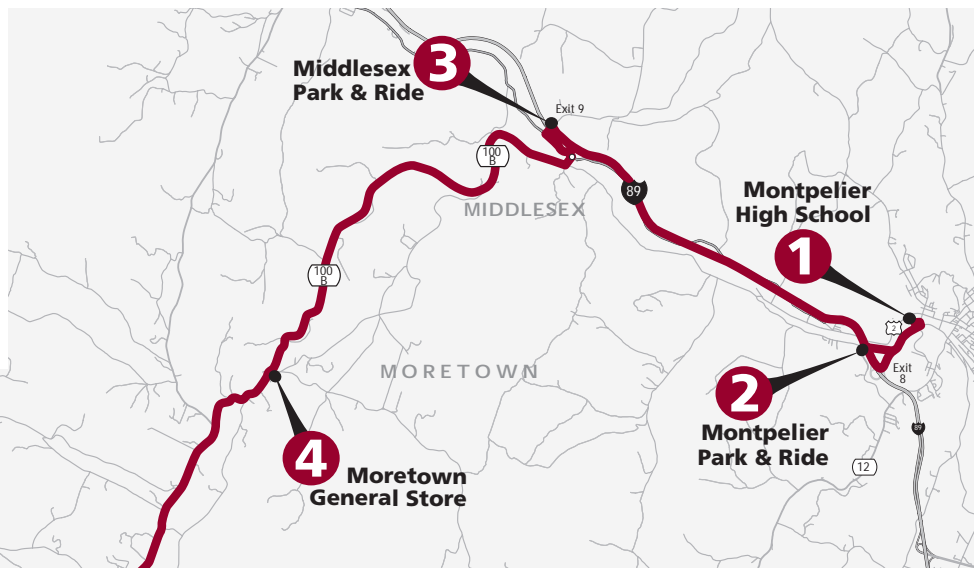 3
Middlesex
Park & Ride
Exit 9
100
B
89
MIDDLESEX
Montpelier
High School
1
100
B
2
MORETOWN
Exit
8
2
Montpelier
Park & Ride
89
12
4
Moretown
General Store